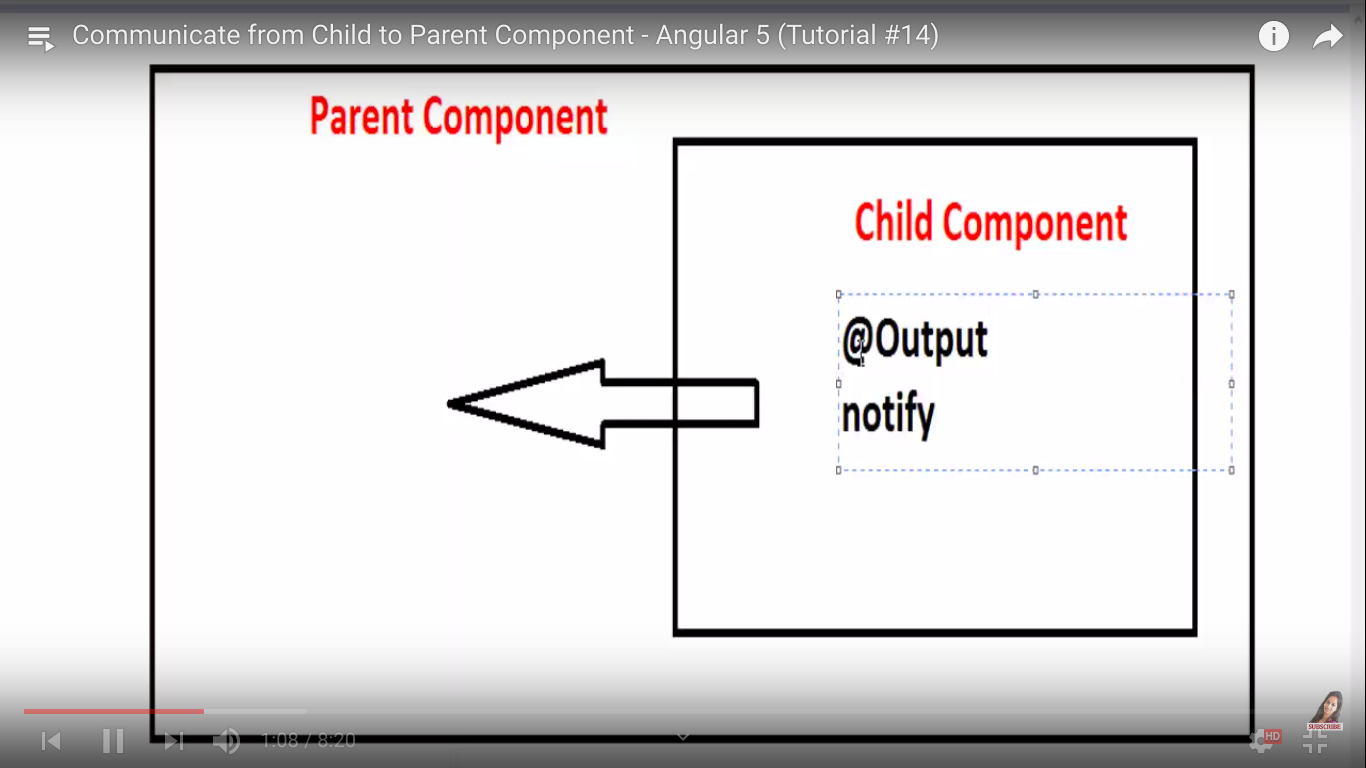 Communicate from Child to Parent Component - Angular 5 (Tutorial #14)
i
Parent Component
Child Component
@Output
notify
SUBSCRIBE
1:08 / 8:20
HD